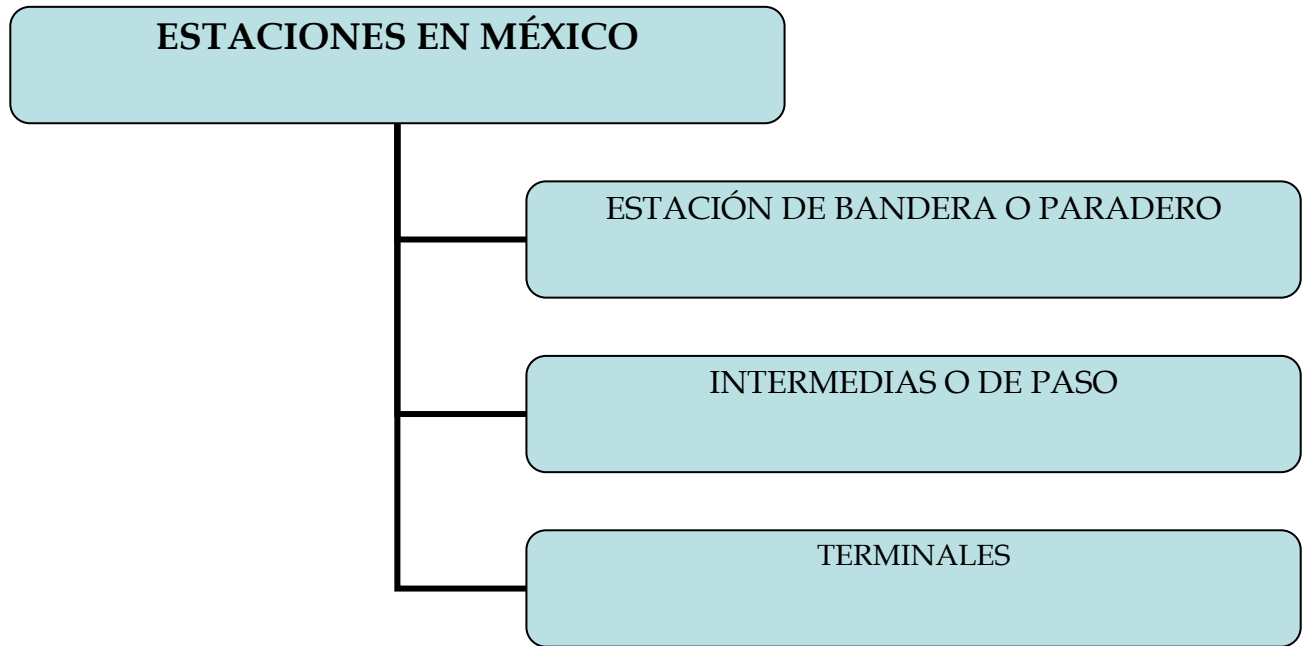 ESTACIONES EN MÉXICO
ESTACIÓN DE BANDERA O PARADERO
INTERMEDIAS O DE PASO
TERMINALES